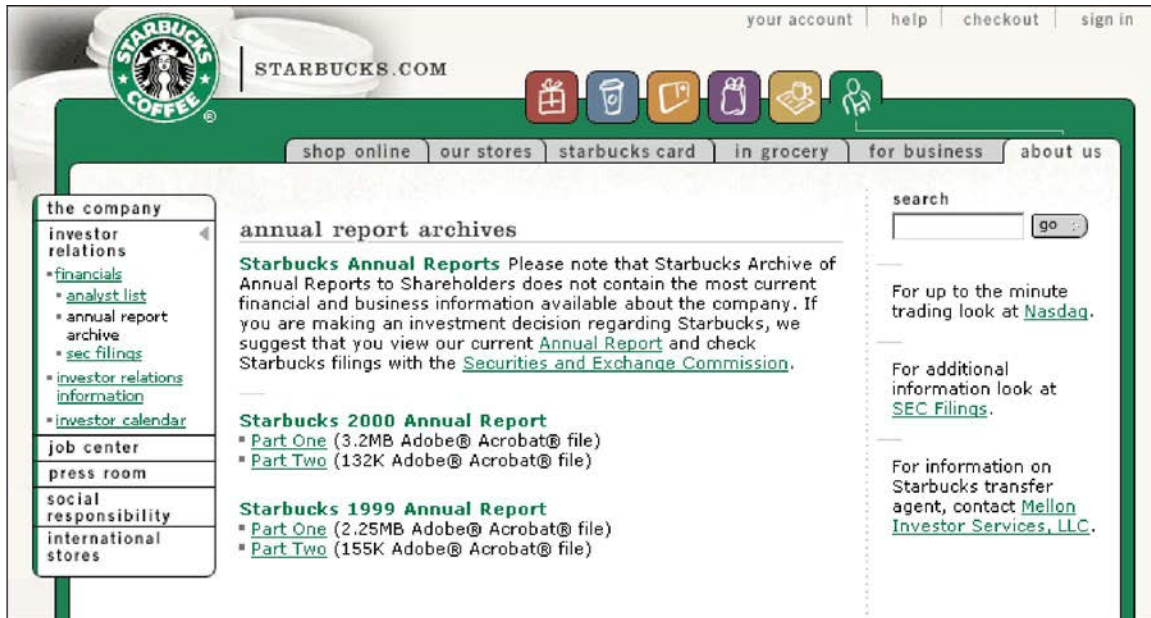 your account
help
checkout
sign in
STARBUCKS
COFFEE
®
STARBUCKS.COM
shop online
our stores
starbucks card
in grocery
for business
about us
the company
investor
relations
financials
analyst list
annual report
archive
sec filings
investor relations
information
investor calendar
job center
press room
social
responsibility
international
stores
annual report archives
Starbucks Annual Reports Please note that Starbucks Archive of
Annual Reports to Shareholders does not contain the most current
financial and business information available about the company. If
you are making an investment decision regarding Starbucks, we
suggest that you view our current Annual Report and check
Starbucks filings with the Securities and Exchange Commission.
Starbucks 2000 Annual Report
Part One (3.2MB Adobe® Acrobat® file)
Part Two (132K Adobe® Acrobat® file)
Starbucks 1999 Annual Report
Part One (2.25MB Adobe® Acrobat® file)
Part Two (155K Adobe® Acrobat® file)
search
go
For up to the minute
trading look at Nasdaq.
For additional
information look at
SEC Filings.
For information on
Starbucks transfer
agent, contact Mellon
Investor Services, LLC.